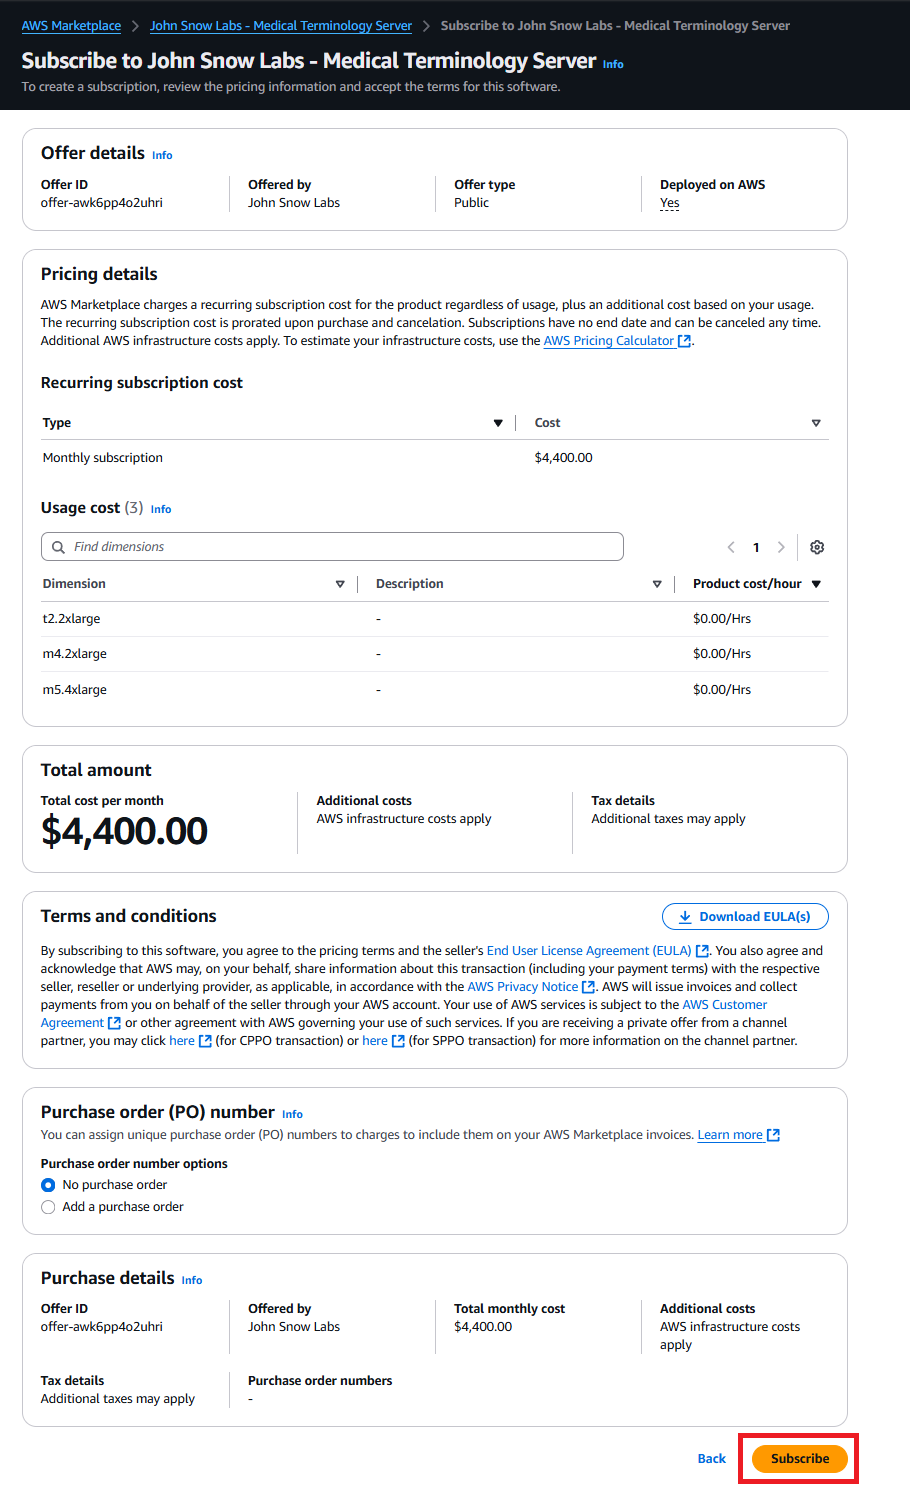 AWS Marketplace > John Snow Labs - Medical Terminology Server > Subscribe to John Snow Labs - Medical Terminology Server
Subscribe to John Snow Labs - Medical Terminology Server Info
To create a subscription, review the pricing information and accept the terms for this software.
Offer details Info
Offer ID Offered by Offer type Deployed on AWS
offer-awk6pp4o2uhri John Snow Labs Public Yes
Pricing details
AWS Marketplace charges a recurring subscription cost for the product regardless of usage, plus an additional cost based on your usage.
The recurring subscription cost is prorated upon purchase and cancelation. Subscriptions have no end date and can be canceled any time.
Additional AWS infrastructure costs apply. To estimate your infrastructure costs, use the AWS Pricing Calculator.
Recurring subscription cost
Type Cost
Monthly subscription $4,400.00
Usage cost (3) Info
Find dimensions < 1 >
Dimension Description Product cost/hour
t2.2xlarge - $0.00/Hrs
m4.2xlarge - $0.00/Hrs
m5.4xlarge - $0.00/Hrs
Total amount
Total cost per month Additional costs Tax details
$4,400.00 AWS infrastructure costs apply Additional taxes may apply
Terms and conditions Download EULA(s)
By subscribing to this software, you agree to the pricing terms and the seller's End User License Agreement (EULA). You also agree and
acknowledge that AWS may, on your behalf, share information about this transaction (including your payment terms) with the respective
seller, reseller or underlying provider, as applicable, in accordance with the AWS Privacy Notice. AWS will issue invoices and collect
payments from you on behalf of the seller through your AWS account. Your use of AWS services is subject to the AWS Customer
Agreement or other agreement with AWS governing your use of such services. If you are receiving a private offer from a channel
partner, you may click here (for CPPO transaction) or here (for SPPO transaction) for more information on the channel partner.
Purchase order (PO) number Info
You can assign unique purchase order (PO) numbers to charges to include them on your AWS Marketplace invoices. Learn more
Purchase order number options
No purchase order
Add a purchase order
Purchase details Info
Offer ID Offered by Total monthly cost Additional costs
offer-awk6pp4o2uhri John Snow Labs $4,400.00 AWS infrastructure costs
apply
Tax details Purchase order numbers
Additional taxes may apply -
Back Subscribe